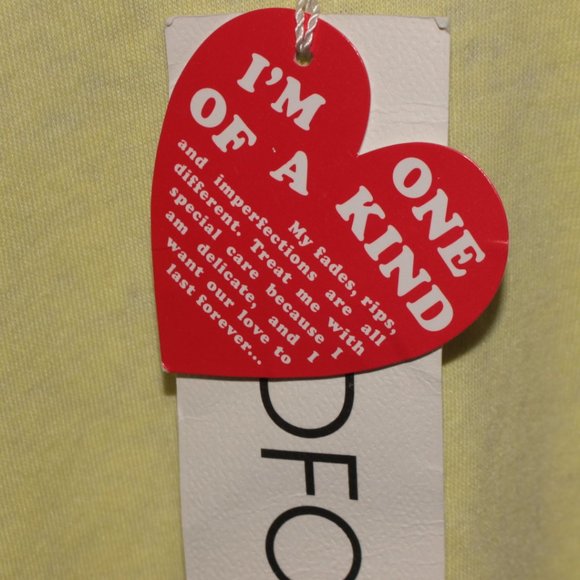 I'M ONE
OF A KIND
My fades, rips,
and imperfections are all
different. Treat me with
special care because I
am delicate, and I
want our love to
last forever...
DFO